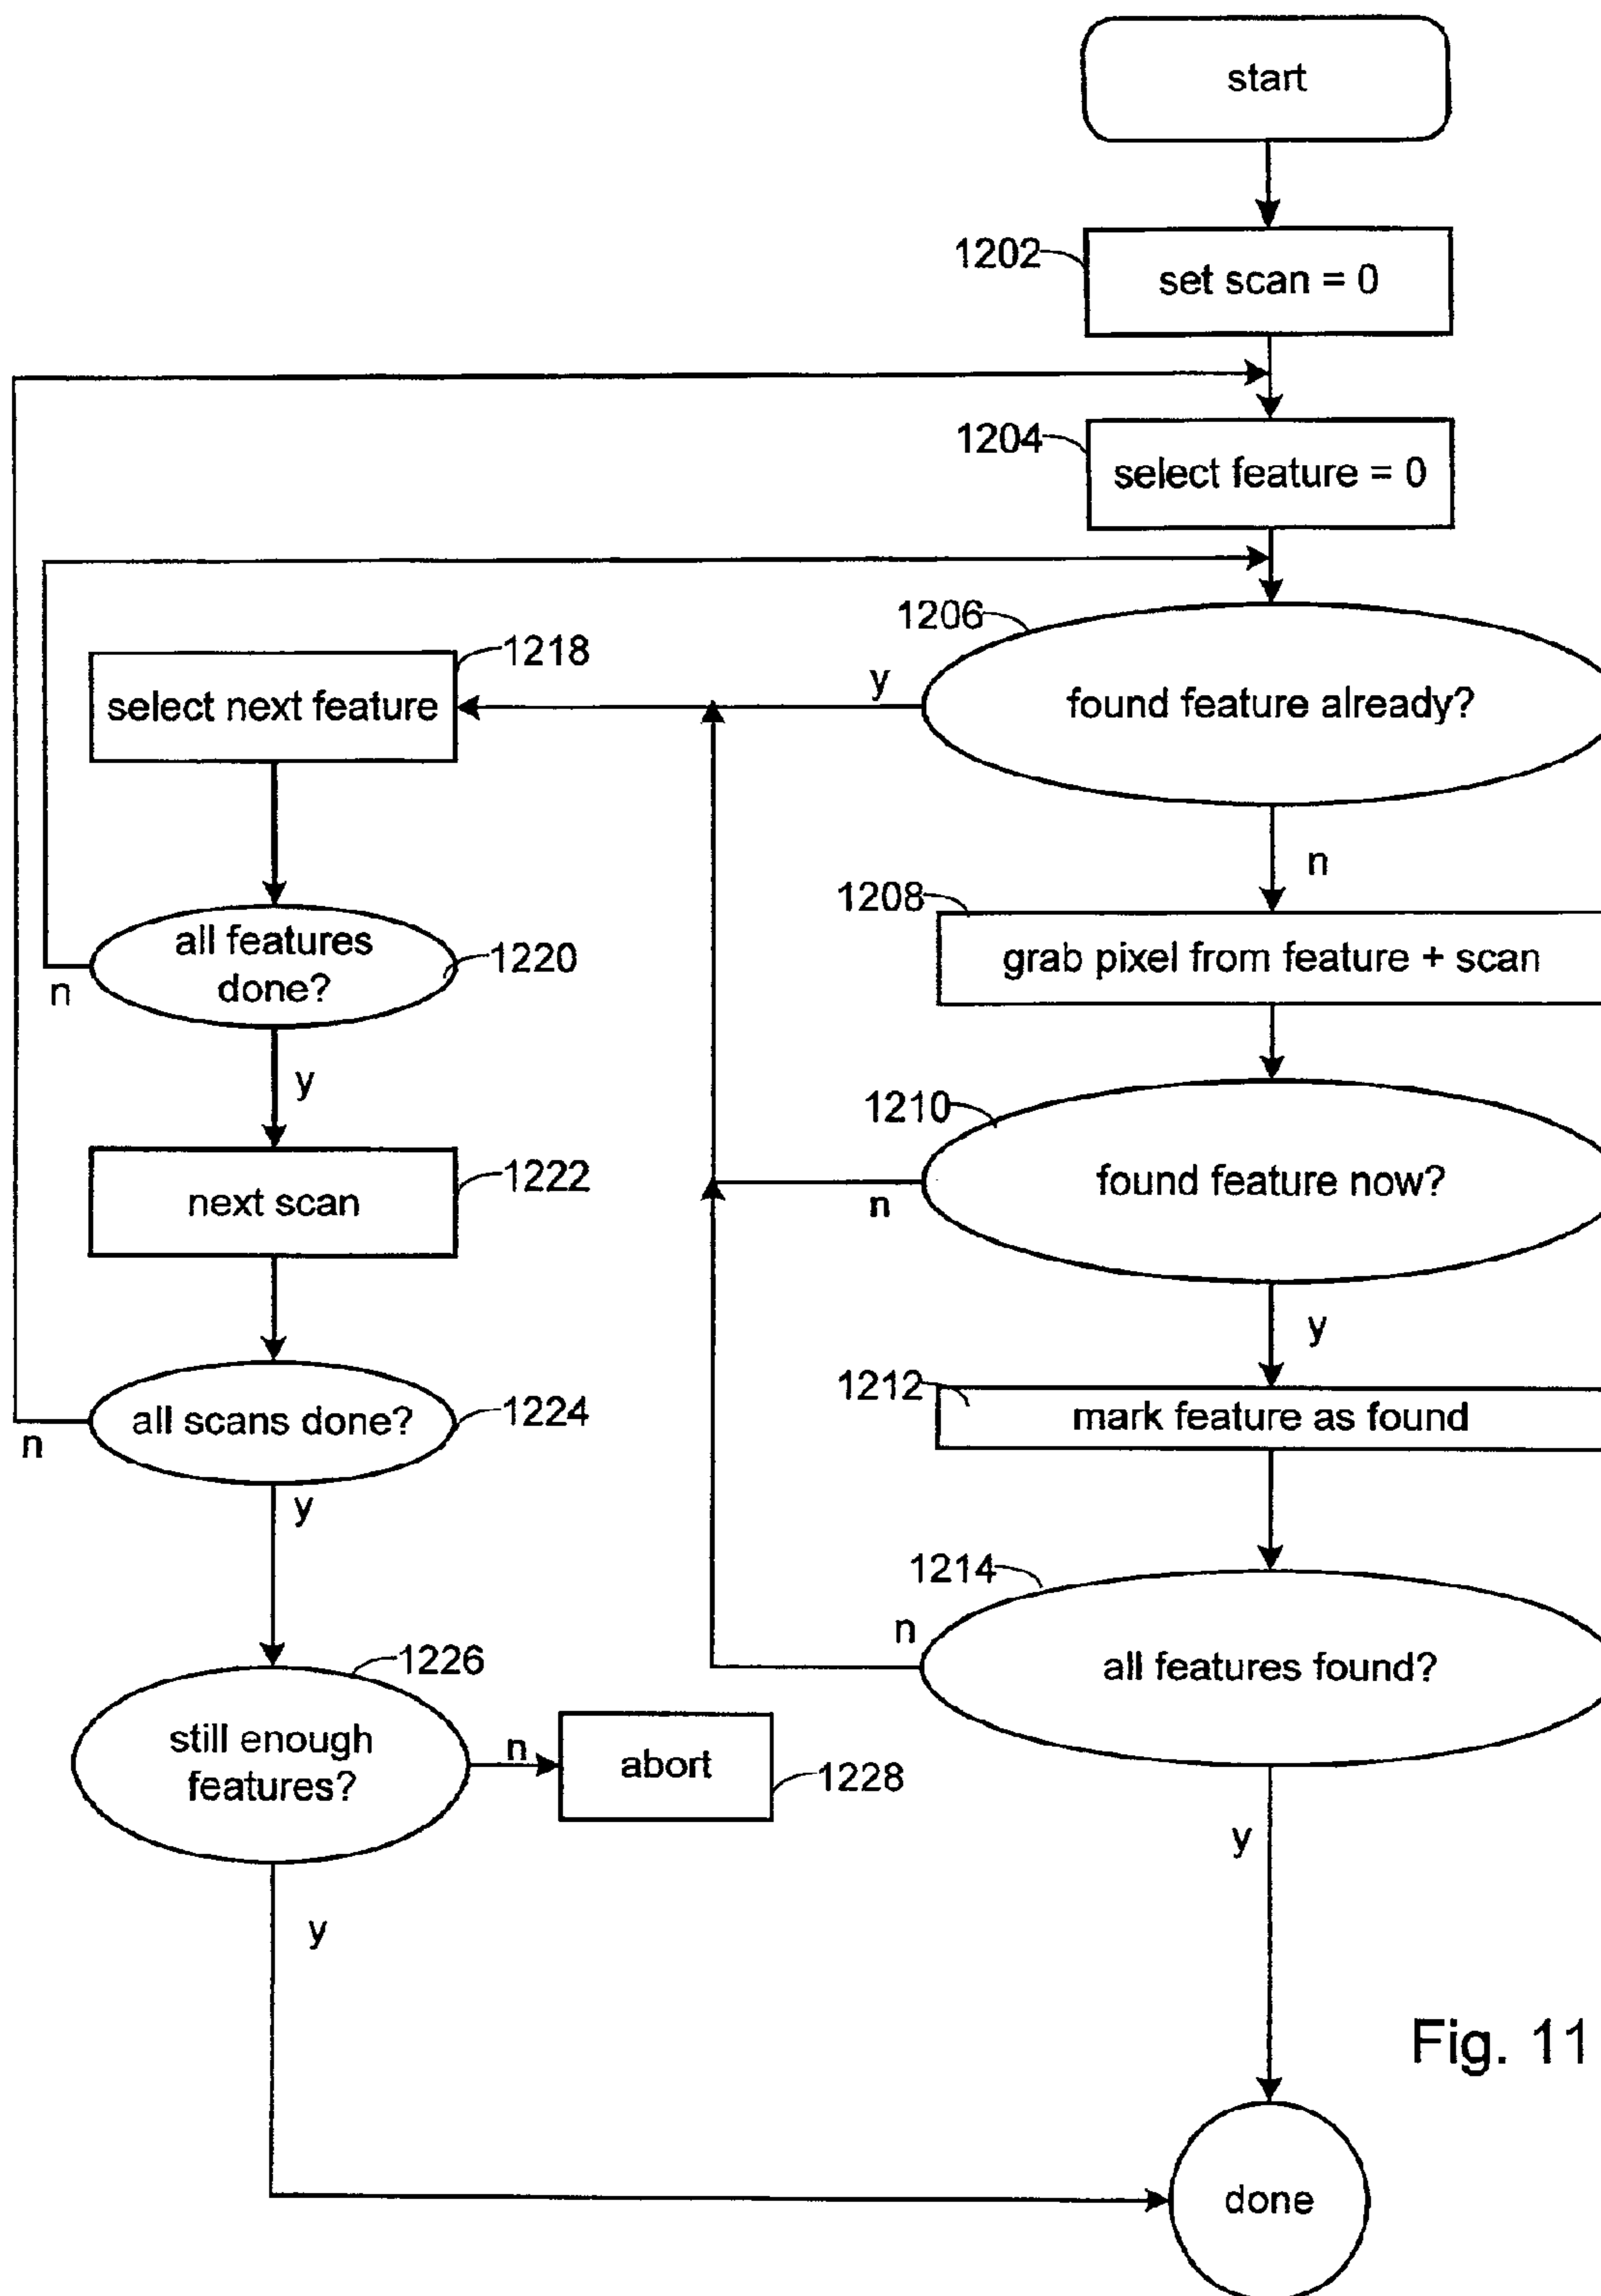 start
1202
set scan = 0
1204
select feature = 0
1206
found feature already?
y
n
1218
select next feature
1208
grab pixel from feature + scan
1220
all features
done?
n
y
1210
found feature now?
n
y
1222
next scan
1212
mark feature as found
1224
all scans done?
n
y
1214
all features found?
n
y
1226
still enough
features?
n
y
abort
1228
Fig. 11
done